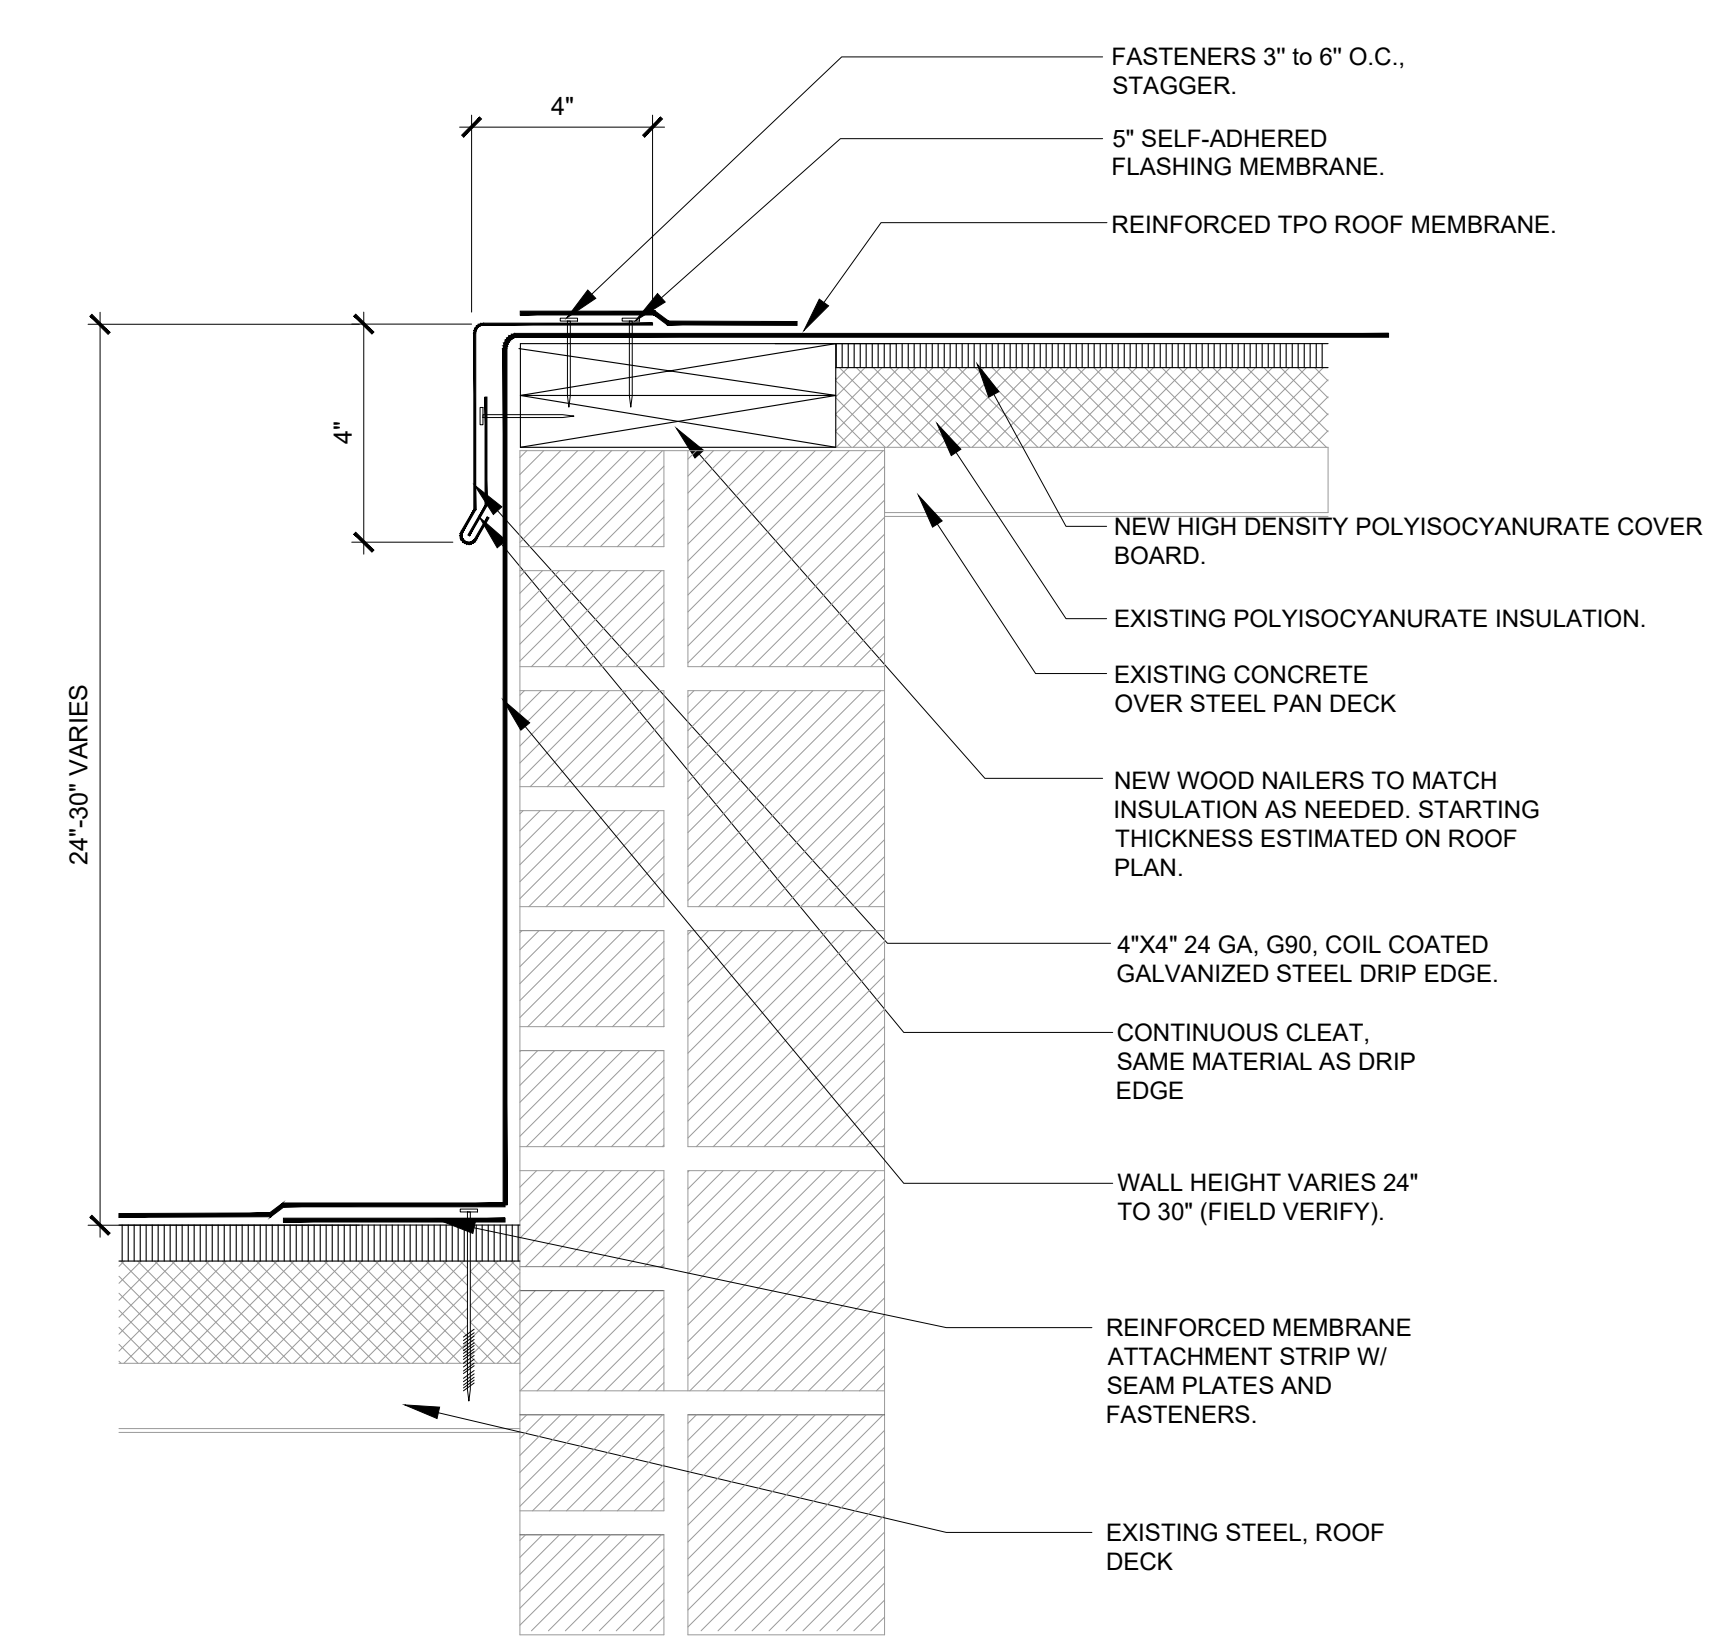 FASTENERS 3" to 6" O.C.,
STAGGER.
4"
5" SELF-ADHERED
FLASHING MEMBRANE.
REINFORCED TPO ROOF MEMBRANE.
4"
24"-30" VARIES
NEW HIGH DENSITY POLYISOCYANURATE COVER
BOARD.
EXISTING POLYISOCYANURATE INSULATION.
EXISTING CONCRETE
OVER STEEL PAN DECK
NEW WOOD NAILERS TO MATCH
INSULATION AS NEEDED. STARTING
THICKNESS ESTIMATED ON ROOF
PLAN.
4"X4" 24 GA, G90, COIL COATED
GALVANIZED STEEL DRIP EDGE.
CONTINUOUS CLEAT,
SAME MATERIAL AS DRIP
EDGE
WALL HEIGHT VARIES 24"
TO 30" (FIELD VERIFY).
REINFORCED MEMBRANE
ATTACHMENT STRIP W/
SEAM PLATES AND
FASTENERS.
EXISTING STEEL, ROOF
DECK